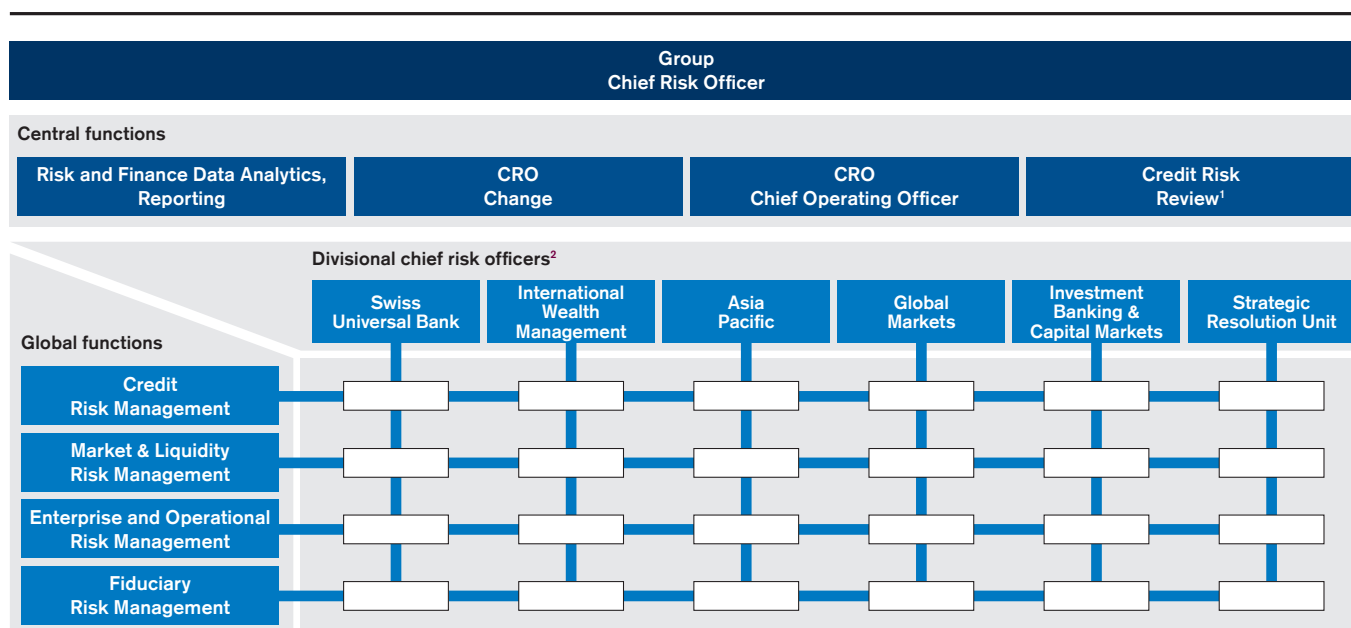 Group
Chief Risk Officer
Central functions
Risk and Finance Data Analytics,
Reporting
CRO
Change
CRO
Chief Operating Officer
Credit Risk
Review¹
Divisional chief risk officers²
Swiss
Universal Bank
International
Wealth
Management
Asia
Pacific
Global
Markets
Investment
Banking &
Capital Markets
Strategic
Resolution Unit
Global functions
Credit
Risk Management
Market & Liquidity
Risk Management
Enterprise and Operational
Risk Management
Fiduciary
Risk Management